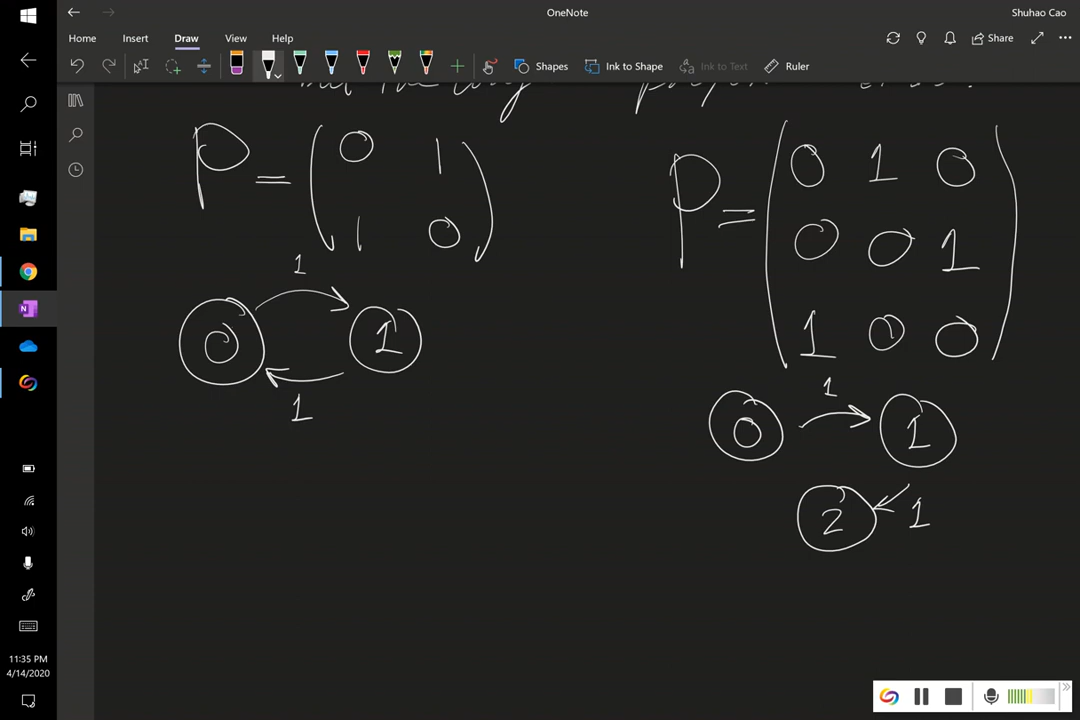 OneNote
Shuhao Cao
Home Insert Draw View Help
Share
Shapes Ink to Shape Ink to Text Ruler
P = ( 0 1
1 0 )
1
0 1
1
P = ( 0 1 0
0 0 1
1 0 0 )
1
0 1
2 1
11:35 PM
4/14/2020